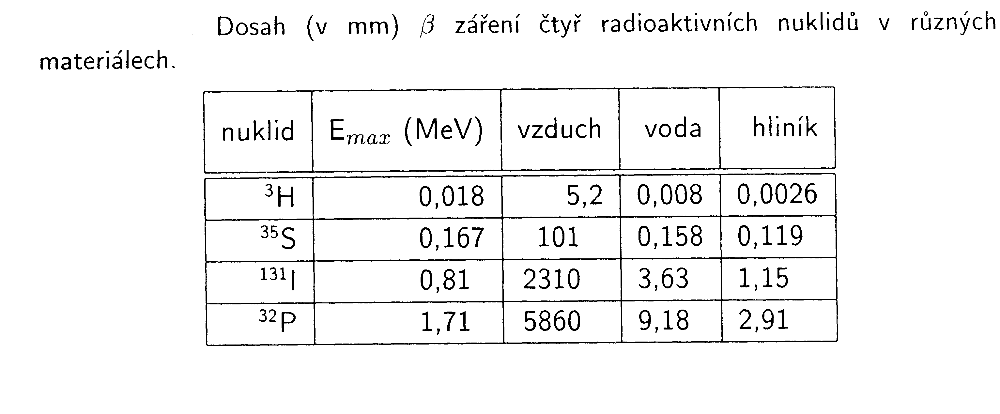 Dosah (v mm) β záření čtyř radioaktivních nuklidů v různých
materiálech.
nuklid E_max (MeV) vzduch voda hliník
³H 0,018 5,2 0,008 0,0026
³⁵S 0,167 101 0,158 0,119
¹³¹I 0,81 2310 3,63 1,15
³²P 1,71 5860 9,18 2,91